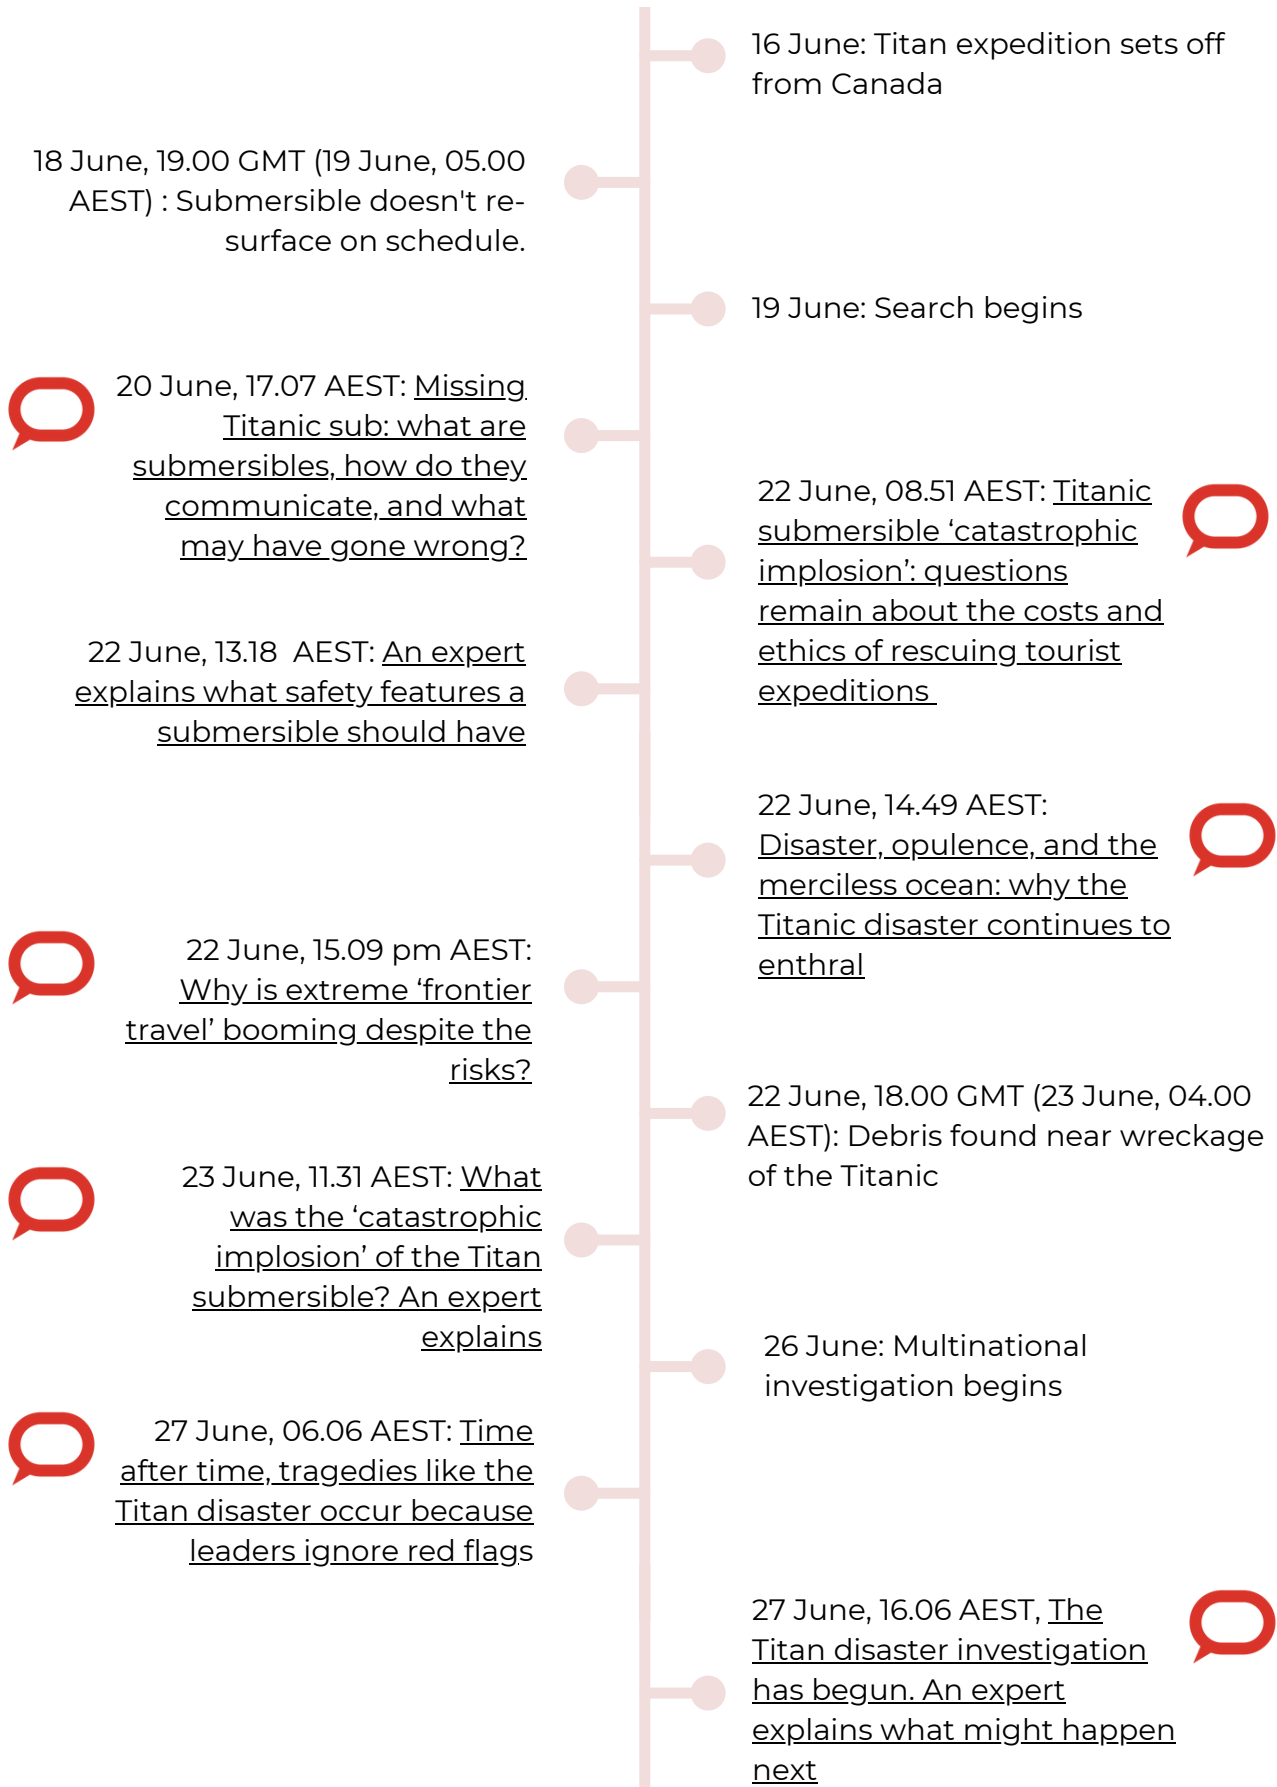 16 June: Titan expedition sets off
from Canada
18 June, 19.00 GMT (19 June, 05.00
AEST) : Submersible doesn't re-
surface on schedule.
19 June: Search begins
20 June, 17.07 AEST: Missing
Titanic sub: what are
submersibles, how do they
communicate, and what
may have gone wrong?
22 June, 08.51 AEST: Titanic
submersible ‘catastrophic
implosion’: questions
remain about the costs and
ethics of rescuing tourist
expeditions
22 June, 13.18  AEST: An expert
explains what safety features a
submersible should have
22 June, 14.49 AEST:
Disaster, opulence, and the
merciless ocean: why the
Titanic disaster continues to
enthral
22 June, 15.09 pm AEST:
Why is extreme ‘frontier
travel’ booming despite the
risks?
22 June, 18.00 GMT (23 June, 04.00
AEST): Debris found near wreckage
of the Titanic
23 June, 11.31 AEST: What
was the ‘catastrophic
implosion’ of the Titan
submersible? An expert
explains
26 June: Multinational
investigation begins
27 June, 06.06 AEST: Time
after time, tragedies like the
Titan disaster occur because
leaders ignore red flags
27 June, 16.06 AEST, The
Titan disaster investigation
has begun. An expert
explains what might happen
next